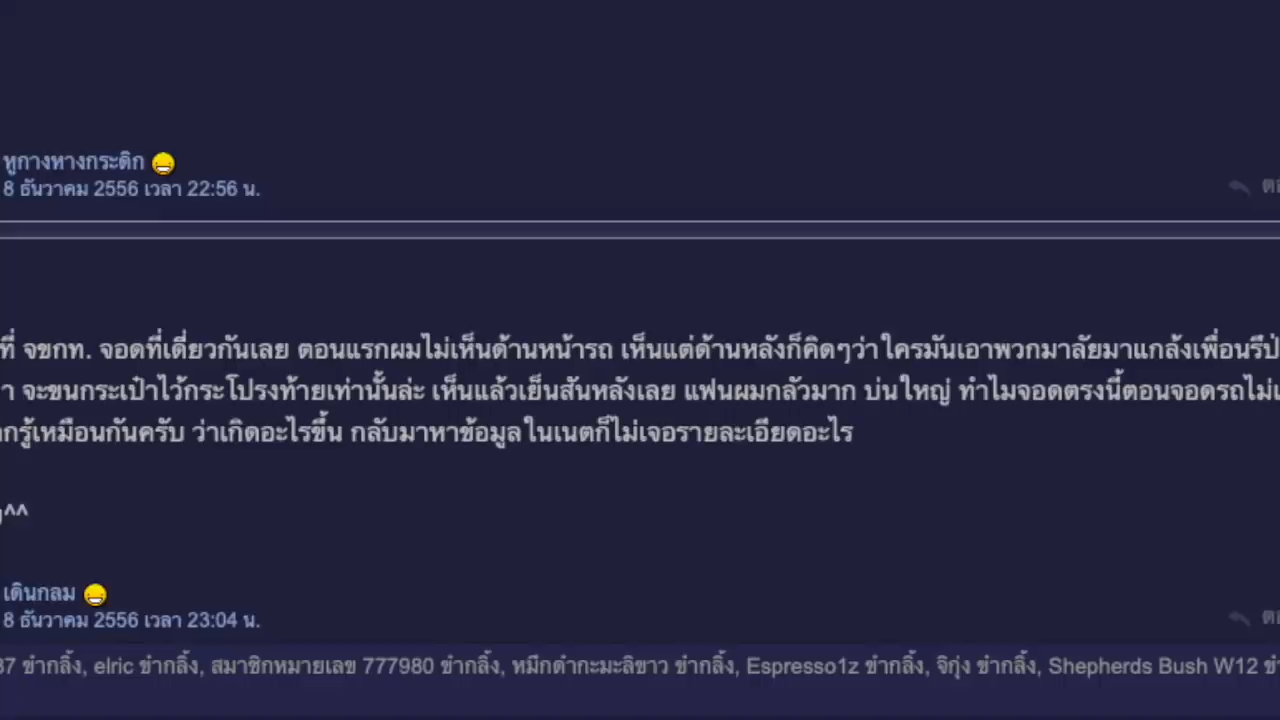 หูกางหางกระดิก
8 ธันวาคม 2556 เวลา 22:56 น.
ที่ จขกท. จอดที่เดี่ยวกันเลย ตอนแรกผมไม่เห็นด้านหน้ารถ เห็นแต่ด้านหลังก็คิดๆว่า ใครมันเอาพวกมาลัยมาแกล้งเพื่อนรึป่
จะขนกระเป๋าไว้กระโปรงท้ายเท่านั้นล่ะ เห็นแล้วเย็นสันหลังเลย แฟนผมกลัวมาก บ่นใหญ่ ทำไมจอดตรงนี้ตอนจอดรถไม่
กรู้เหมือนกันครับ ว่าเกิดอะไรขึ้น กลับมาหาข้อมูลในเนตก็ไม่เจอรายละเอียดอะไร
^^
เดินกลม
8 ธันวาคม 2556 เวลา 23:04 น.
37 ขำกลิ้ง, elric ขำกลิ้ง, สมาชิกหมายเลข 777980 ขำกลิ้ง, หมึกดำกะมะลิขาว ขำกลิ้ง, Espresso1z ขำกลิ้ง, จิกุ่ง ขำกลิ้ง, Shepherds Bush W12 ขำ